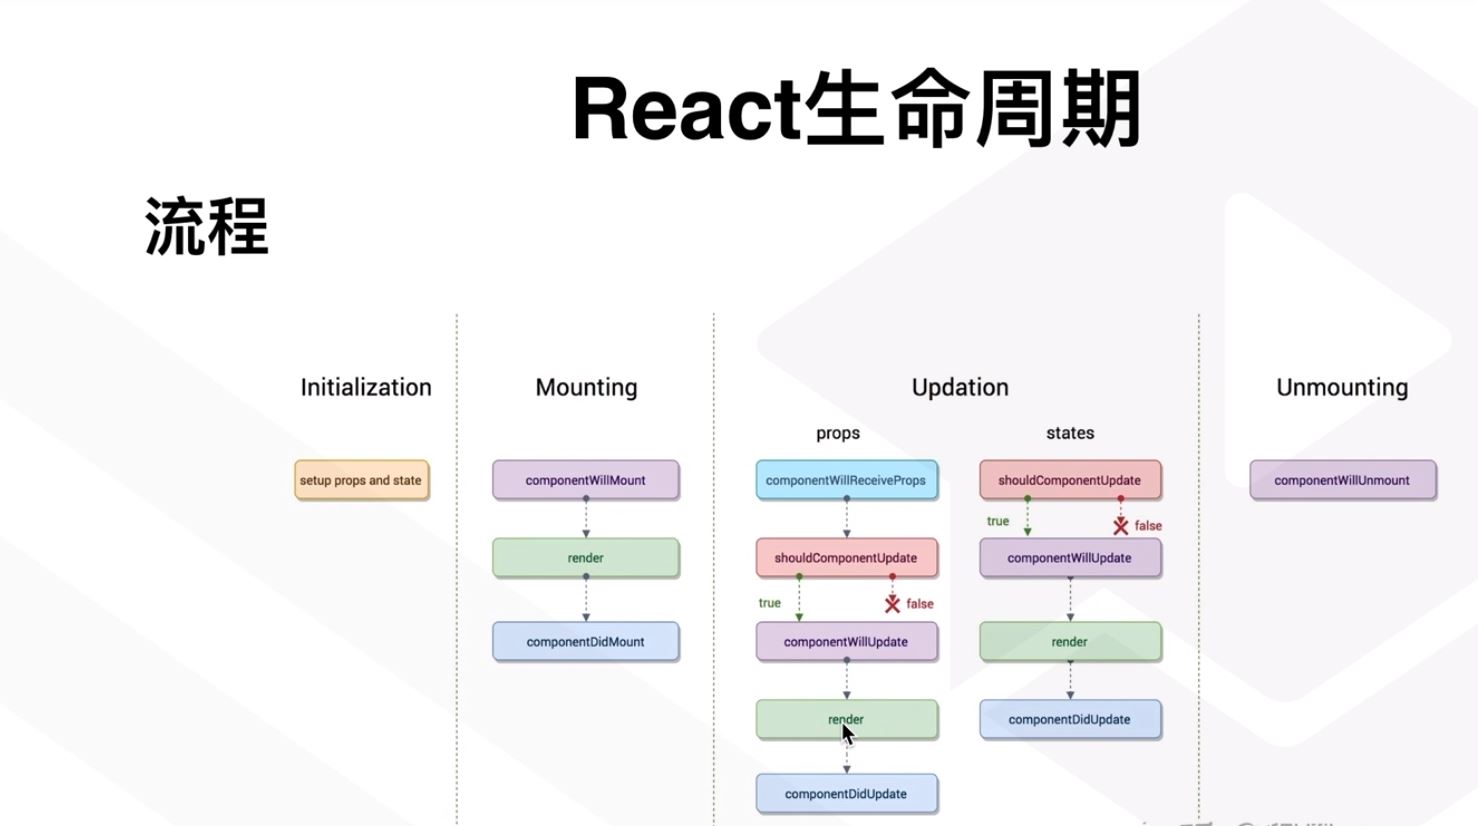 React生命周期
流程
Initialization
Mounting
Updation
Unmounting
props
states
setup props and state
componentWillMount
componentWillReceiveProps
shouldComponentUpdate
componentWillUnmount
true
false
render
shouldComponentUpdate
componentWillUpdate
true
false
componentDidMount
componentWillUpdate
render
render
componentDidUpdate
componentDidUpdate